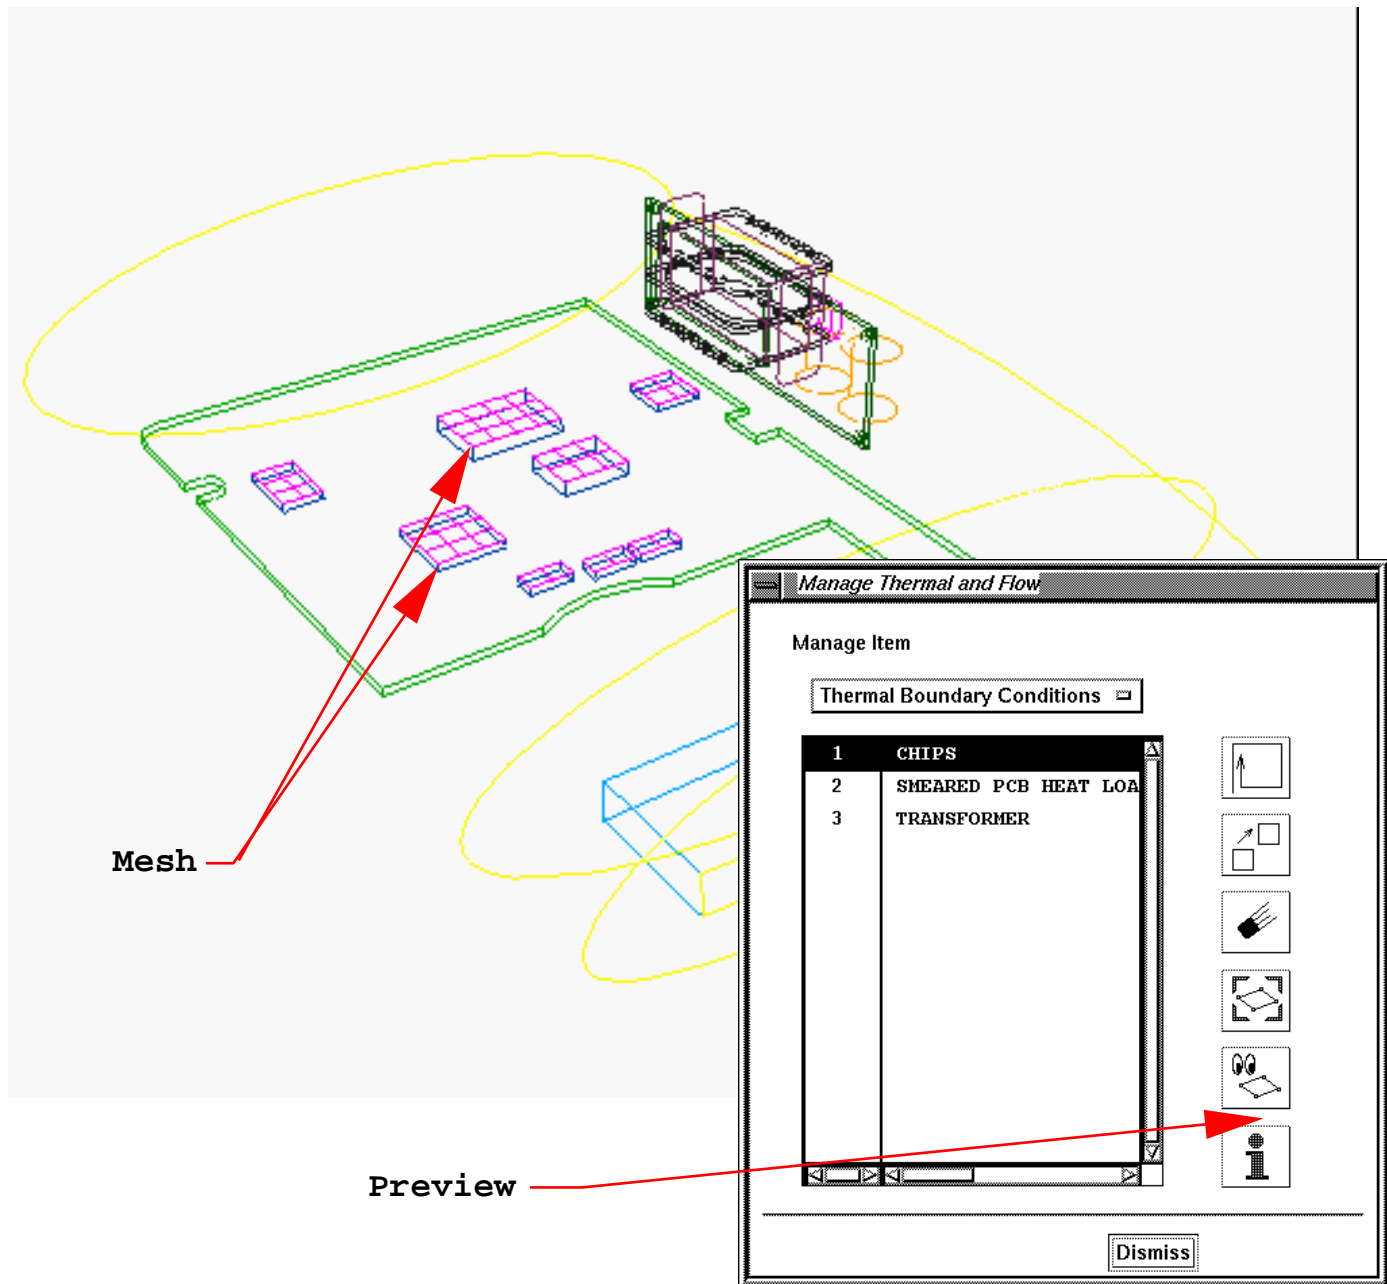 Manage Thermal and Flow
Manage Item
Thermal Boundary Conditions
1 CHIPS
2 SMEARED PCB HEAT LOA
3 TRANSFORMER
Mesh
Preview
Dismiss